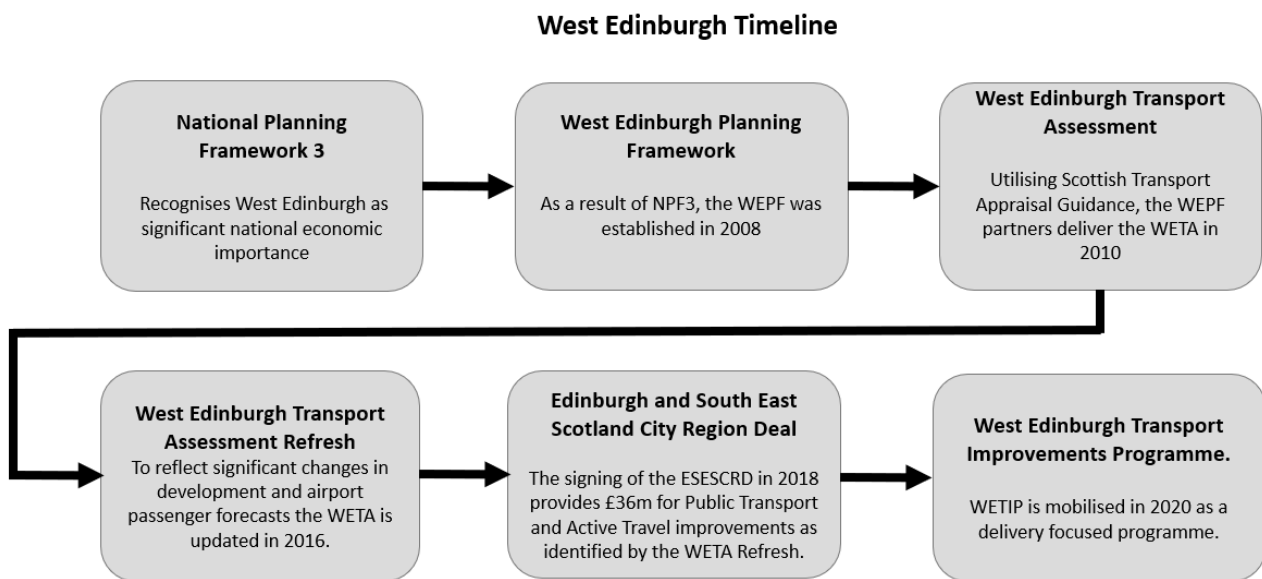 West Edinburgh Timeline
National Planning
Framework 3
Recognises West Edinburgh as
significant national economic
importance
West Edinburgh Planning
Framework
As a result of NPF3, the WEPF was
established in 2008
West Edinburgh Transport
Assessment
Utilising Scottish Transport
Appraisal Guidance, the WEPF
partners deliver the WETA in
2010
West Edinburgh Transport
Assessment Refresh
To reflect significant changes in
development and airport
passenger forecasts the WETA is
updated in 2016.
Edinburgh and South East
Scotland City Region Deal
The signing of the ESESCRD in 2018
provides £36m for Public Transport
and Active Travel improvements as
identified by the WETA Refresh.
West Edinburgh Transport
Improvements Programme.
WETIP is mobilised in 2020 as a
delivery focused programme.